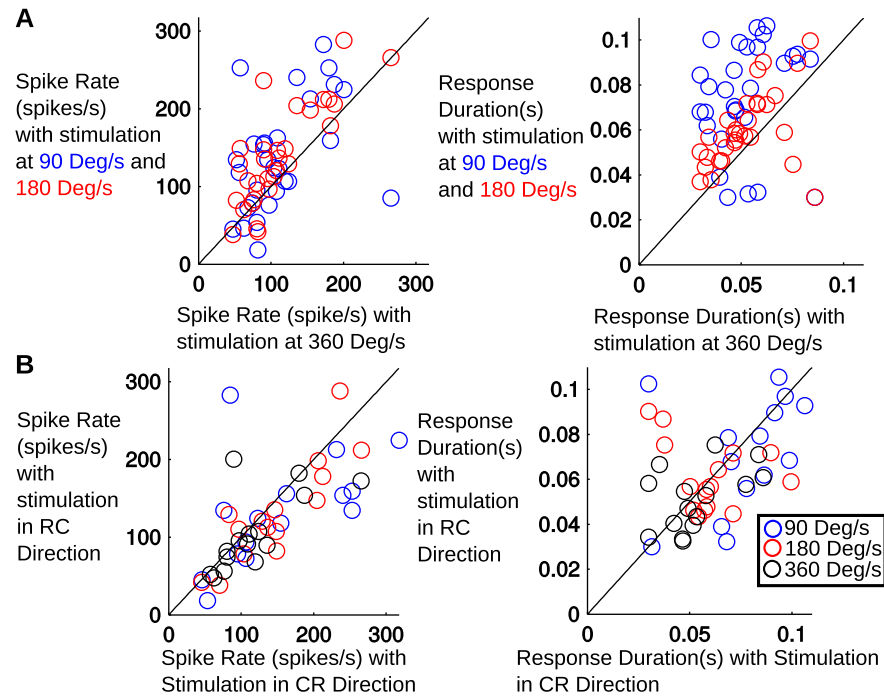 A
Spike Rate
(spikes/s)
with stimulation
at 90 Deg/s and
180 Deg/s
300
200
100
0
0
100
200
300
Spike Rate (spike/s) with
stimulation at 360 Deg/s
Response
Duration(s)
with stimulation
at 90 Deg/s
and 180 Deg/s
0.1
0.08
0.06
0.04
0.02
0
0.05
0.1
Response Duration(s) with
stimulation at 360 Deg/s
B
Spike Rate
(spikes/s)
with
stimulation
in RC
Direction
300
200
100
0
0
100
200
300
Spike Rate (spikes/s) with
Stimulation in CR Direction
Response
Duration(s)
with
stimulation
in RC
Direction
0.1
0.08
0.06
0.04
0.02
0
0
0.05
0.1
90 Deg/s
180 Deg/s
360 Deg/s
Response Duration(s) with Stimulation
in CR Direction